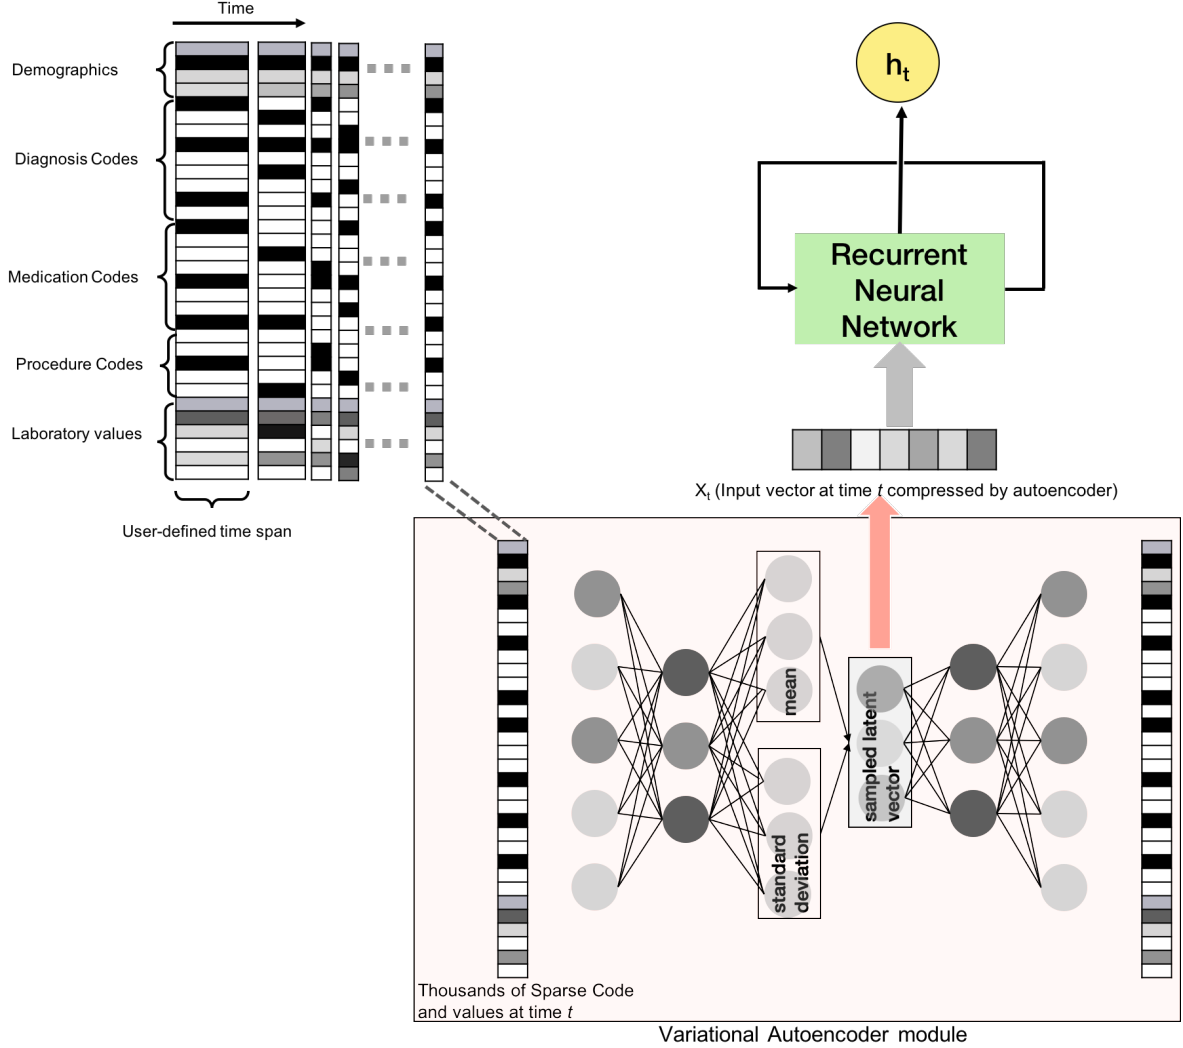 Time
Demographics
Diagnosis Codes
Medication Codes
Procedure Codes
Laboratory values
User-defined time span
ht
Recurrent
Neural
Network
Xt (Input vector at time t compressed by autoencoder)
mean
standard
deviation
sampled latent
vector
Thousands of Sparse Code
and values at time t
Variational Autoencoder module